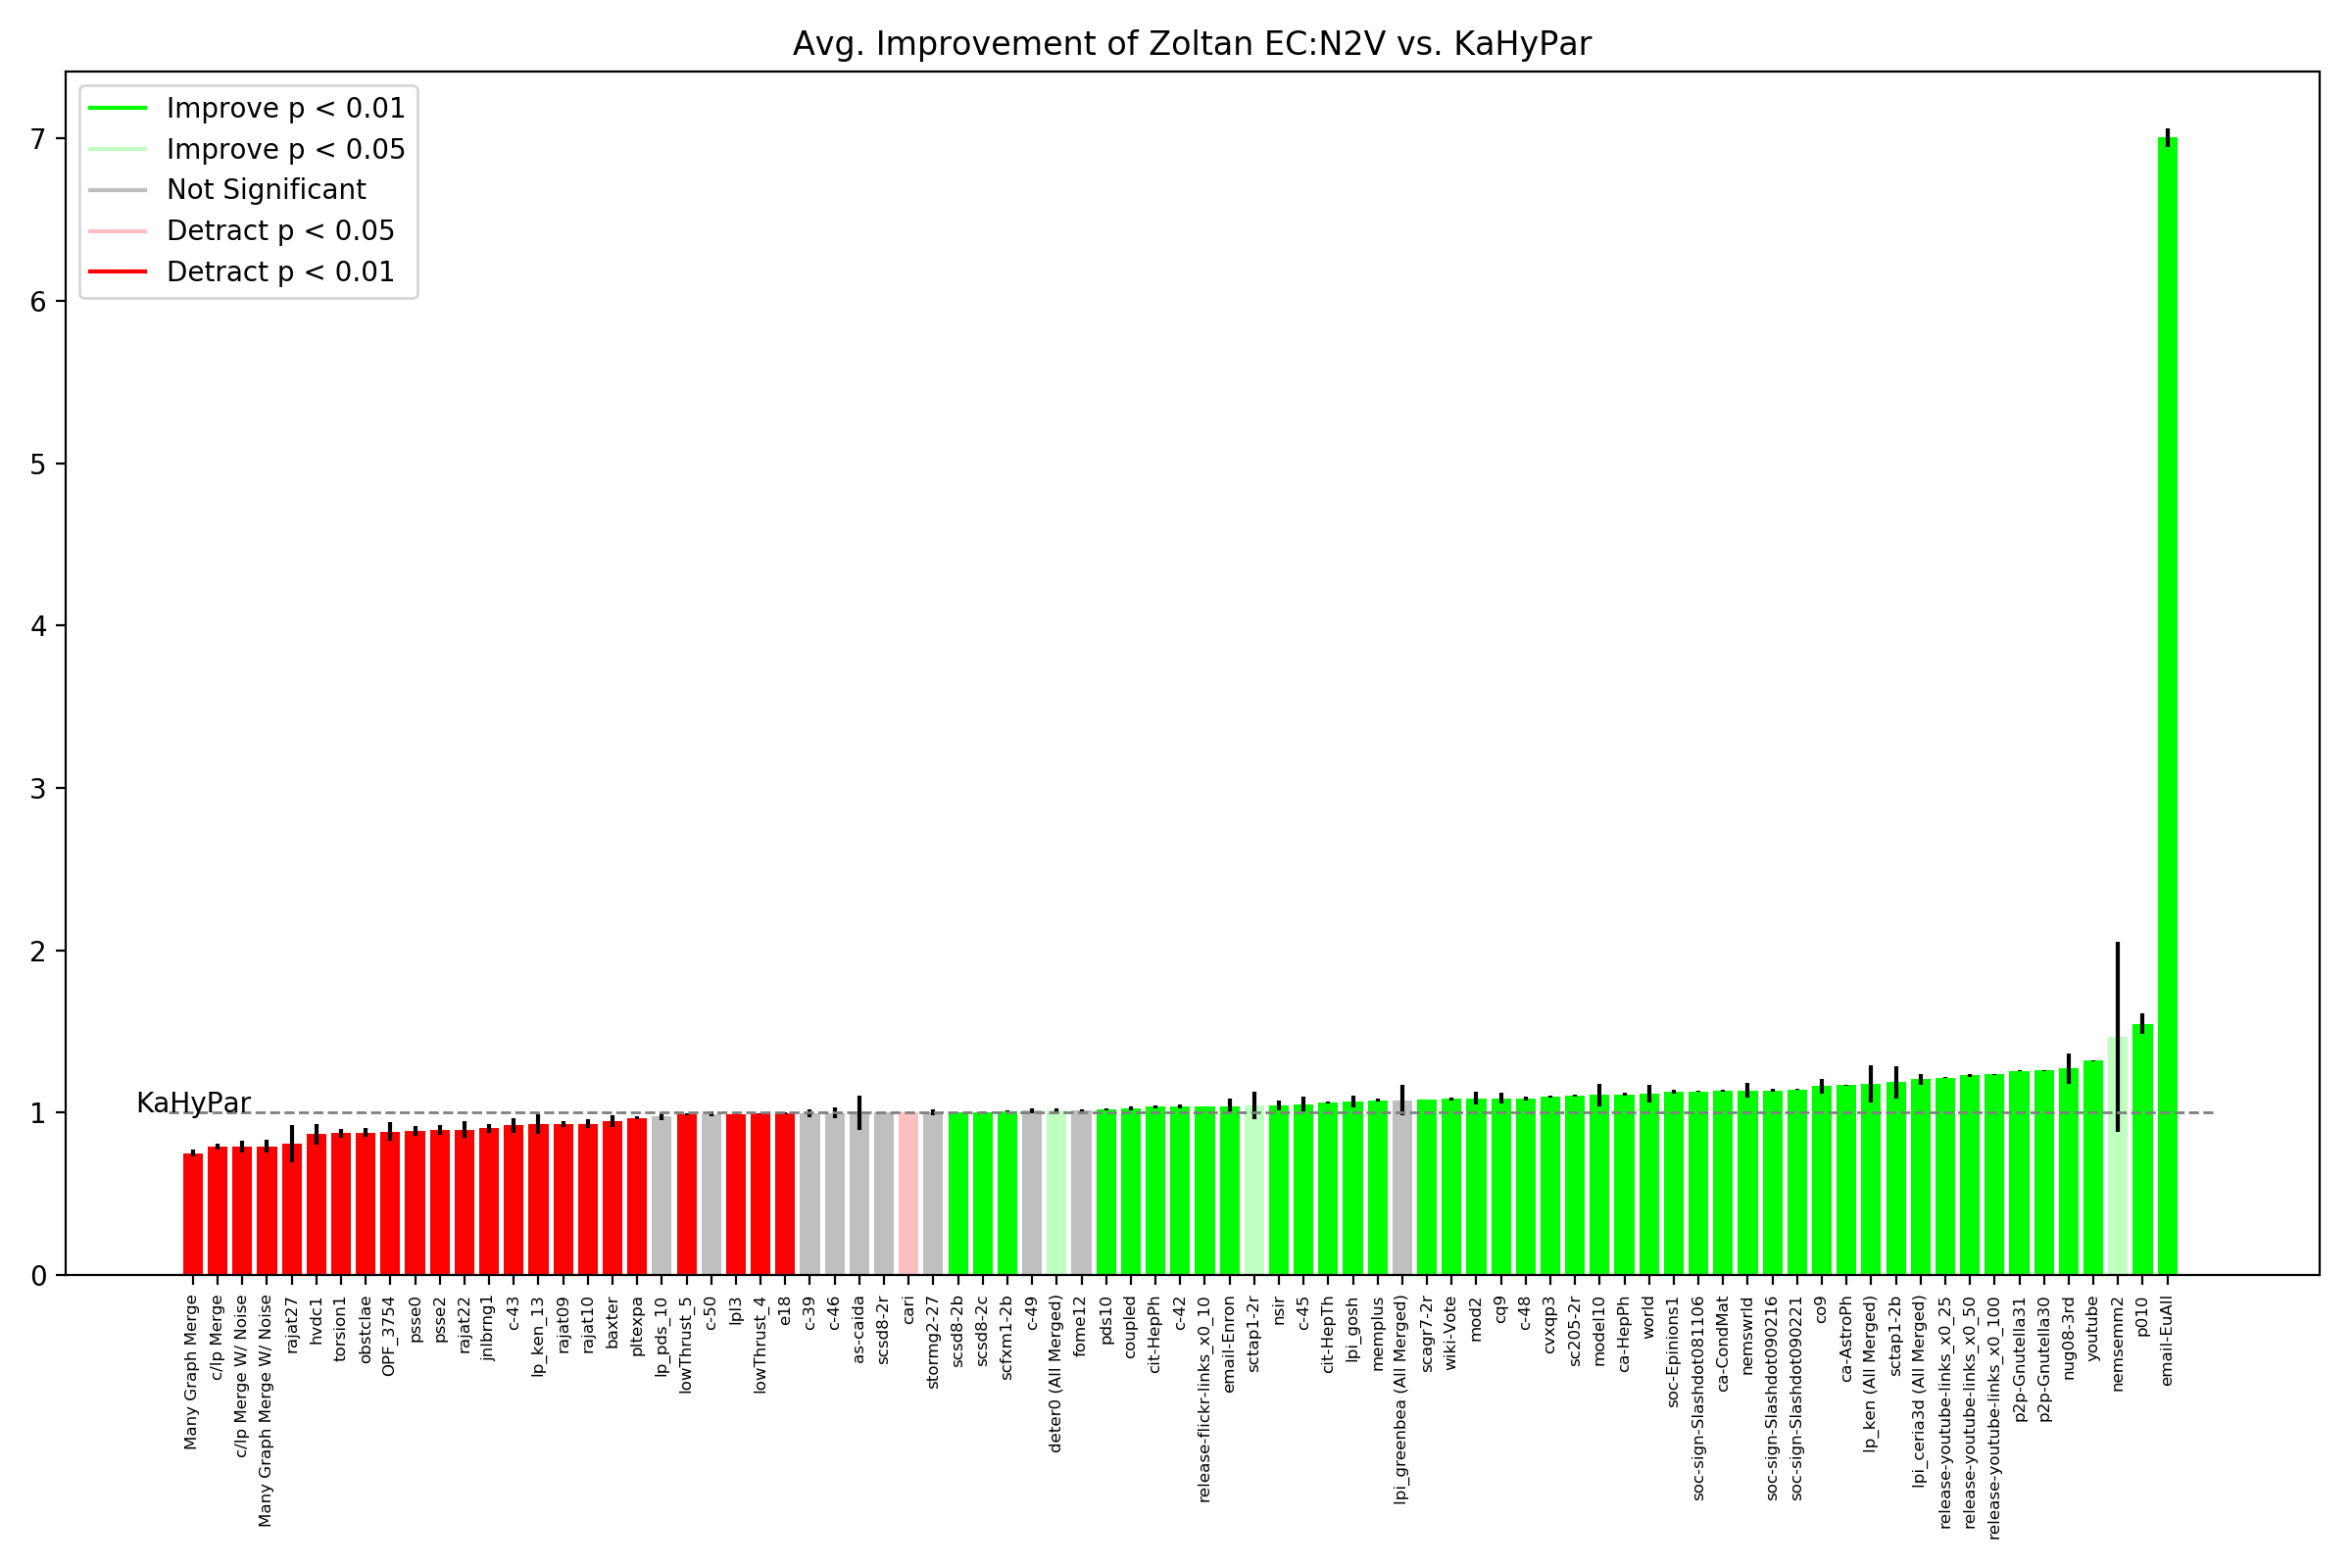 Avg. Improvement of Zoltan EC:N2V vs. KaHyPar
Improve p < 0.01
Improve p < 0.05
Not Significant
Detract p < 0.05
Detract p < 0.01
7
6
5
4
3
2
1
0
KaHyPar
Many Graph Merge
c/lp Merge
c/lp Merge W/ Noise
Many Graph Merge W/ Noise
rajat27
hvdc1
torsion1
obstclae
OPF_3754
psse0
psse2
rajat22
jnlbrng1
c-43
lp_ken_13
rajat09
rajat10
baxter
pltexpa
lp_pds_10
lowThrust_5
c-50
lpl3
lowThrust_4
e18
c-39
c-46
as-caida
scsd8-2r
cari
stormg2-27
scsd8-2b
scsd8-2c
scfxm1-2b
c-49
deter0 (All Merged)
fome12
pds10
coupled
cit-HepPh
c-42
release-flickr-links_x0_10
email-Enron
sctap1-2r
nsir
c-45
cit-HepTh
lpi_gosh
memplus
lpi_greenbea (All Merged)
scagr7-2r
wiki-Vote
mod2
cq9
c-48
cvxqp3
sc205-2r
model10
ca-HepPh
world
soc-Epinions1
soc-sign-Slashdot081106
ca-CondMat
nemswrld
soc-sign-Slashdot090216
soc-sign-Slashdot090221
co9
ca-AstroPh
lp_ken (All Merged)
sctap1-2b
lpi_ceria3d (All Merged)
release-youtube-links_x0_25
release-youtube-links_x0_50
release-youtube-links_x0_100
p2p-Gnutella31
p2p-Gnutella30
nug08-3rd
youtube
nemsemm2
p010
email-EuAll